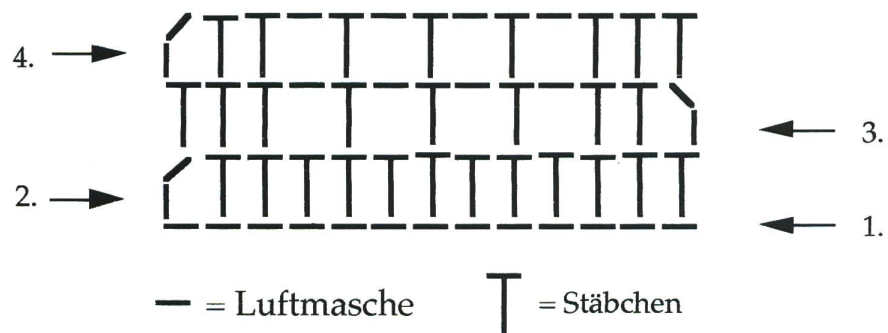 4.
3.
2.
1.
= Luftmasche
= Stäbchen